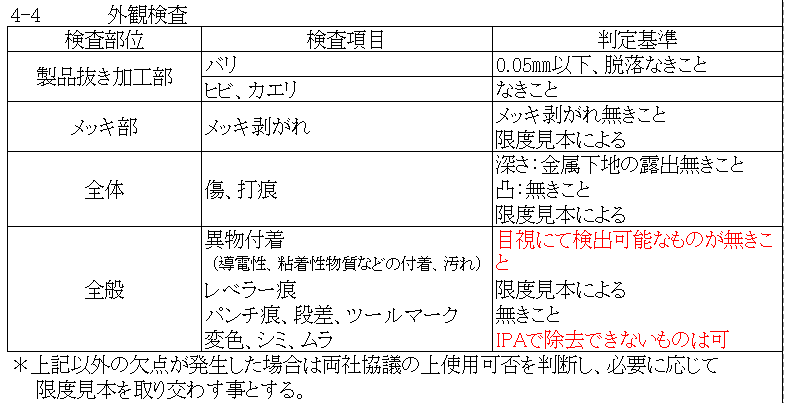 4-4 外観検査
検査部位 検査項目 判定基準
製品抜き加工部 バリ 0.05mm以下、脱落なきこと
ヒビ、カエリ なきこと
メッキ部 メッキ剥がれ メッキ剥がれ無きこと
限度見本による
全体 傷、打痕 深さ：金属下地の露出無きこと
凸：無きこと
限度見本による
全般 異物付着 目視にて検出可能なものが無きこ
と
（導電性、粘着性物質などの付着、汚れ）
レベラー痕 限度見本による
パンチ痕、段差、ツールマーク 無きこと
変色、シミ、ムラ IPAで除去できないものは可
＊上記以外の欠点が発生した場合は両社協議の上使用可否を判断し、必要に応じて
限度見本を取り交わす事とする。